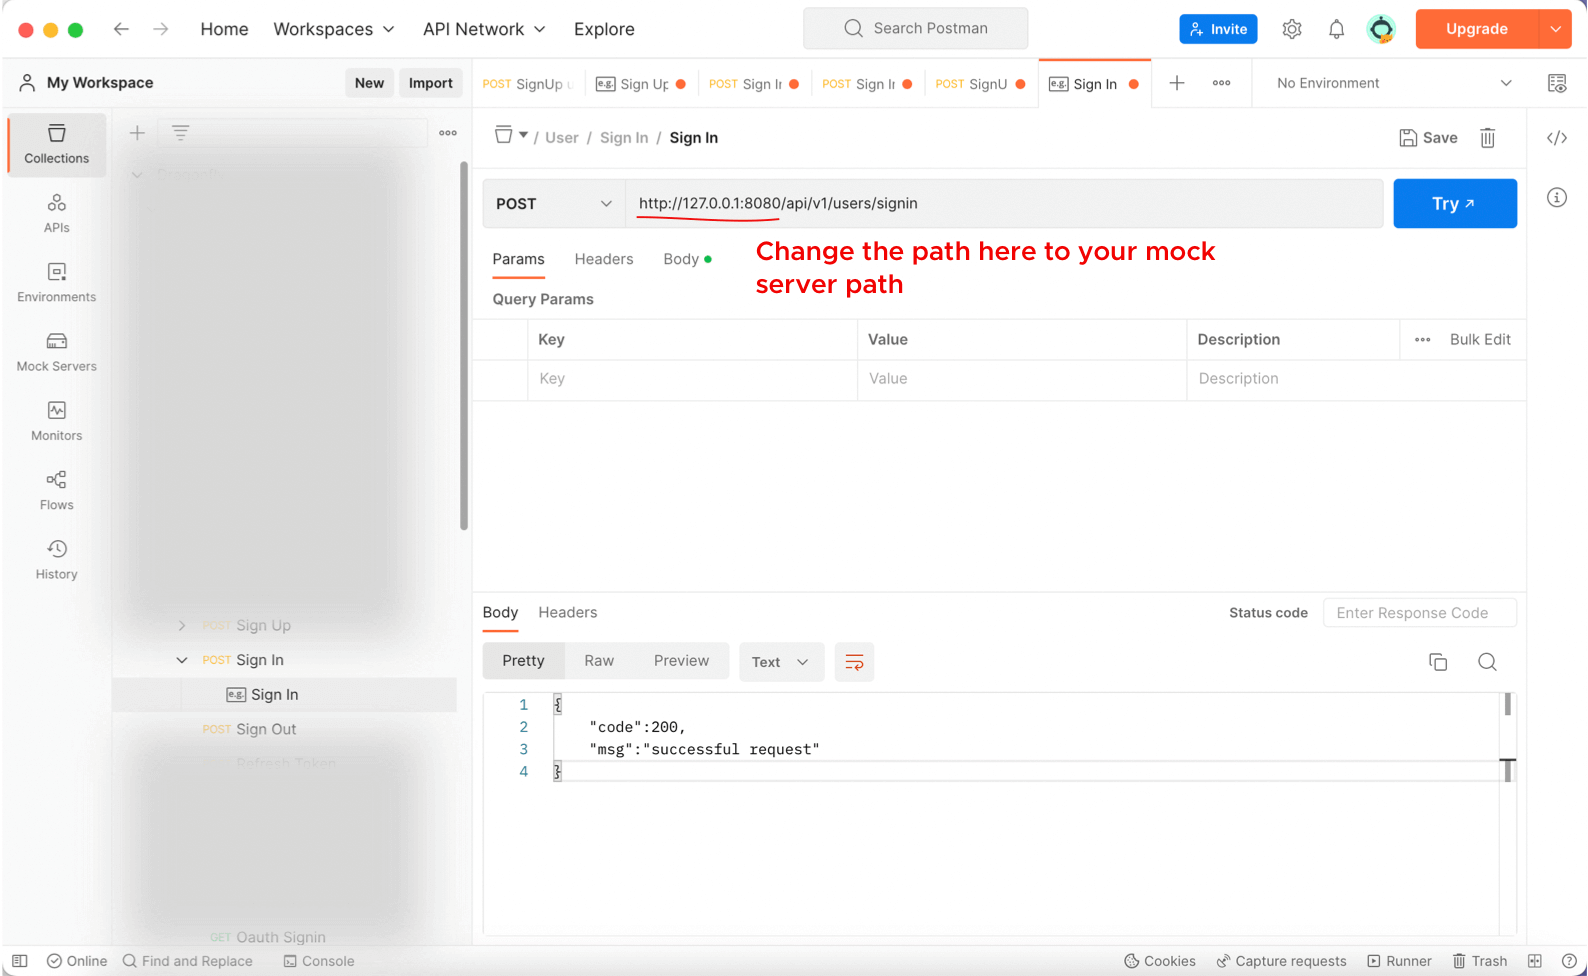 Home Workspaces API Network Explore Search Postman Invite Upgrade
My Workspace New Import POST SignUp e.g. Sign Up POST Sign In POST Sign In POST SignU e.g. Sign In No Environment
Collections
/ User / Sign In / Sign In Save
APIs
POST http://127.0.0.1:8080/api/v1/users/signin Try
Params Headers Body
Change the path here to your mock
server path
Query Params
Environments
Key Value Description Bulk Edit
Mock Servers
Key Value Description
Monitors
Flows
History
Body Headers Status code Enter Response Code
POST Sign Up
POST Sign In
Pretty Raw Preview Text
e.g. Sign In
1 {
2 "code":200,
POST Sign Out
3 "msg":"successful request"
Refresh Token
4 }
GET Oauth Signin
Online Find and Replace Console Cookies Capture requests Runner Trash